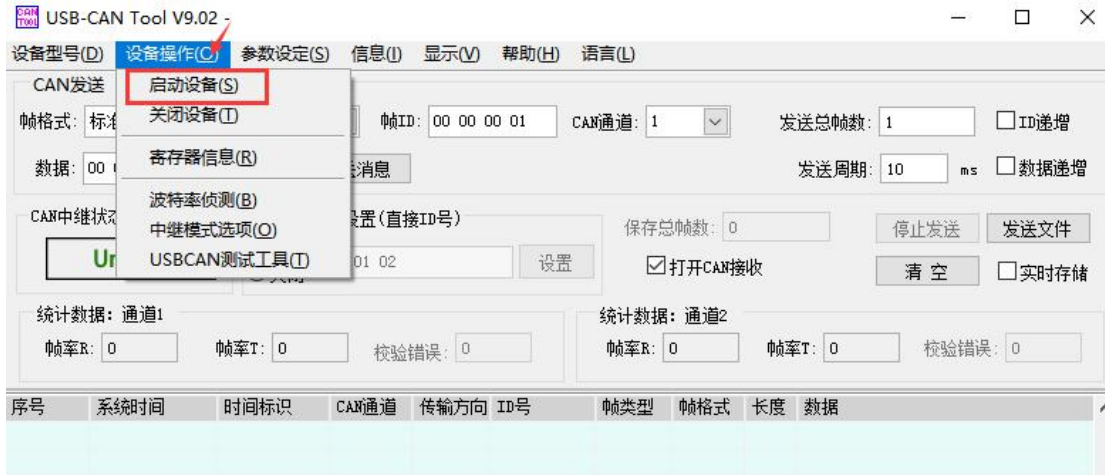 CAN TOOL USB-CAN Tool V9.02 -
设备型号(D) 设备操作(C) 参数设定(S) 信息(I) 显示(V) 帮助(H) 语言(L)
CAN发送
启动设备(S)
关闭设备(T)
寄存器信息(R)
波特率侦测(B)
中继模式选项(O)
USBCAN测试工具(T)
帧格式: 帧ID: 00 00 00 01 CAN通道: 1 发送总帧数: 1 ID递增
数据: 00 消息 发送周期: 10 ms 数据递增
CAN中继状态 设置(直接ID号) 保存总帧数: 0 停止发送 发送文件
01 02 设置 打开CAN接收 清空 实时存储
统计数据: 通道1 统计数据: 通道2
帧率R: 0 帧率T: 0 校验错误: 0 帧率R: 0 帧率T: 0 校验错误: 0
序号 系统时间 时间标识 CAN通道 传输方向 ID号 帧类型 帧格式 长度 数据